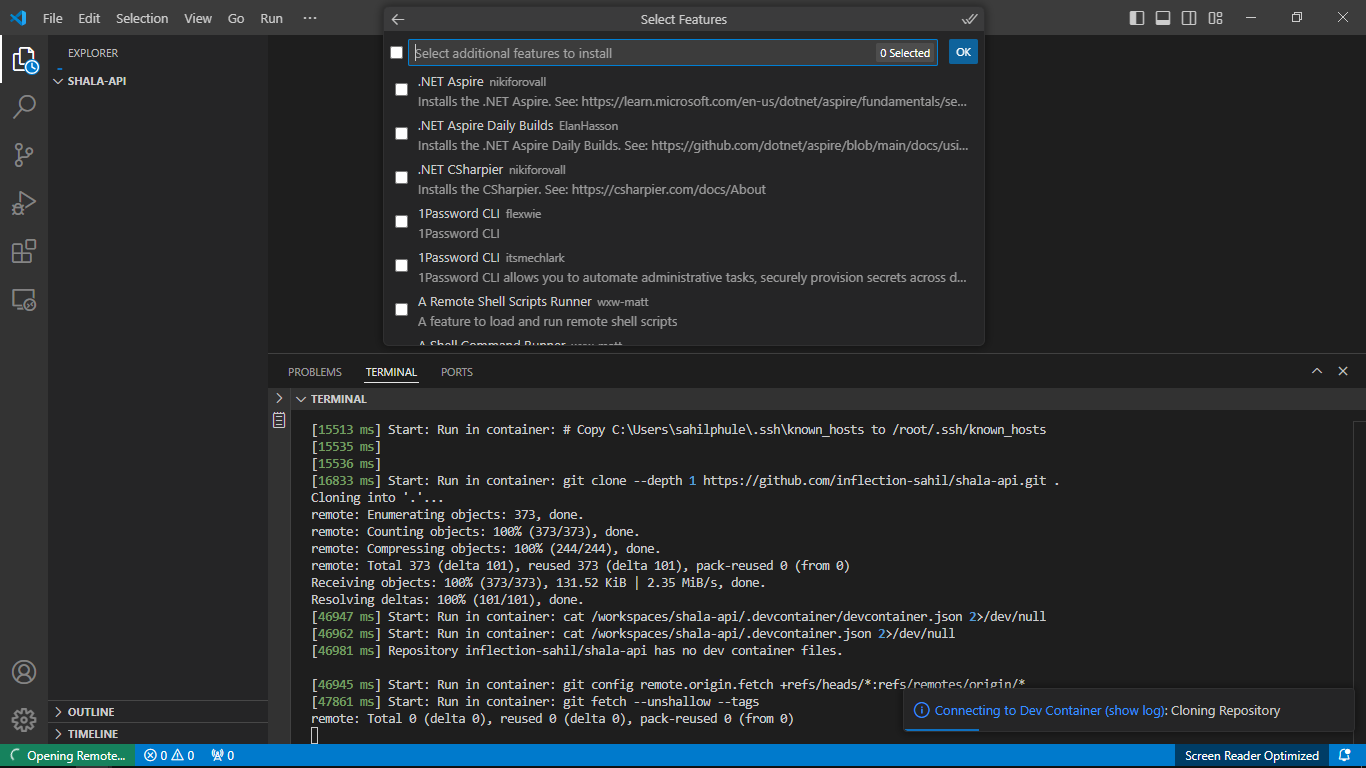 File Edit Selection View Go Run ···
Select Features
EXPLORER
SHALA-API
Select additional features to install
0 Selected
OK
.NET Aspire nikiforovall
Installs the .NET Aspire. See: https://learn.microsoft.com/en-us/dotnet/aspire/fundamentals/se...
.NET Aspire Daily Builds ElanHasson
Installs the .NET Aspire Daily Builds. See: https://github.com/dotnet/aspire/blob/main/docs/usi...
.NET CSharpier nikiforovall
Installs the CSharpier. See: https://csharpier.com/docs/About
1Password CLI flexwie
1Password CLI
1Password CLI itsmechlark
1Password CLI allows you to automate administrative tasks, securely provision secrets across d...
A Remote Shell Scripts Runner wxw-matt
A feature to load and run remote shell scripts
A Shell Command Runner wxw-matt
PROBLEMS TERMINAL PORTS
TERMINAL
[15513 ms] Start: Run in container: # Copy C:\Users\sahilphule\.ssh\known_hosts to /root/.ssh/known_hosts
[15535 ms]
[15536 ms]
[16833 ms] Start: Run in container: git clone --depth 1 https://github.com/inflection-sahil/shala-api.git .
Cloning into '.'...
remote: Enumerating objects: 373, done.
remote: Counting objects: 100% (373/373), done.
remote: Compressing objects: 100% (244/244), done.
remote: Total 373 (delta 101), reused 373 (delta 101), pack-reused 0 (from 0)
Receiving objects: 100% (373/373), 131.52 KiB | 2.35 MiB/s, done.
Resolving deltas: 100% (101/101), done.
[46947 ms] Start: Run in container: cat /workspaces/shala-api/.devcontainer/devcontainer.json 2>/dev/null
[46962 ms] Start: Run in container: cat /workspaces/shala-api/.devcontainer.json 2>/dev/null
[46981 ms] Repository inflection-sahil/shala-api has no dev container files.
[46945 ms] Start: Run in container: git config remote.origin.fetch +refs/heads/*:refs/remotes/origin/*
[47861 ms] Start: Run in container: git fetch --unshallow --tags
remote: Total 0 (delta 0), reused 0 (delta 0), pack-reused 0 (from 0)
Connecting to Dev Container (show log): Cloning Repository
OUTLINE
TIMELINE
Opening Remote... 0 0 0
Screen Reader Optimized